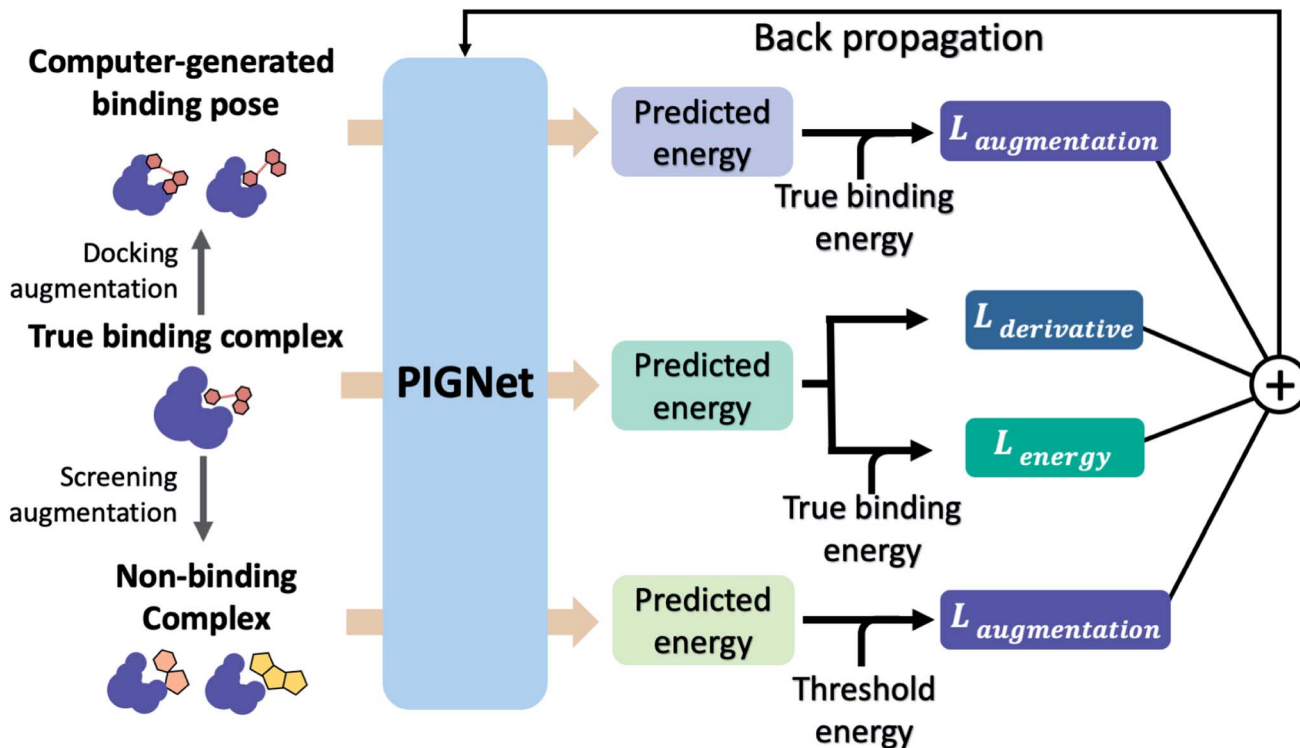 Back propagation
Computer-generated
binding pose
Docking
augmentation
True binding complex
Screening
augmentation
Non-binding
Complex
PIGNet
Predicted
energy
True binding
energy
L augmentation
Predicted
energy
L derivative
True binding
energy
L energy
Predicted
energy
Threshold
energy
L augmentation
+